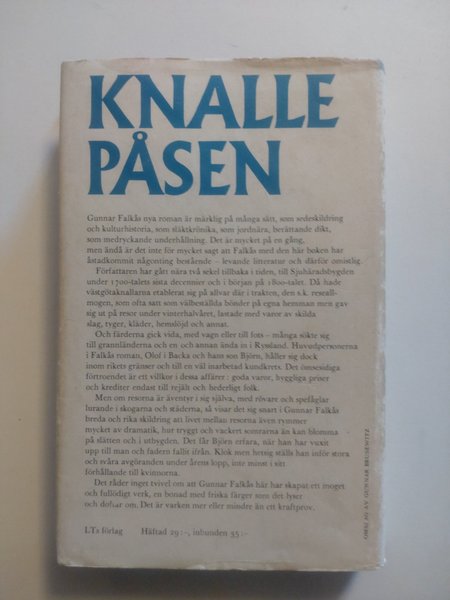 KNALLE
PÅSEN
Gunnar Falkås nya roman är märklig på många sätt, som sedeskildring
och kulturhistoria, som släktkrönika, som jordnära, berättande dikt,
som medryckande underhållning. Det är mycket på en gång,
men ändå är det inte för mycket sagt att Falkås med den här boken har
åstadkommit någonting bestående – levande litteratur och därför omistlig.
Författaren har gått nära två sekel tillbaka i tiden, till Sjuhäradsbygden
under 1700-talets sista decennier och i början på 1800-talet. Då hade
västgötaknallarna etablerat sig på allvar där i trakten, den s.k. reseall-
mogen, som ofta satt som välbeställda bönder på egna hemman men gav
sig ut på resor under vinterhalvåret, lastade med varor av skilda
slag, tyger, kläder, hemslöjd och annat.
Och färderna gick vida, med vagn eller till fots – många sökte sig
till grannländerna och en och annan ända in i Ryssland. Huvudpersonerna
i Falkås roman, Olof i Backa och hans son Björn, håller sig dock
inom rikets gränser och till en väl inarbetad kundkrets. Det ömsesidiga
förtroendet är ett villkor i dessa affärer: goda varor, hyggliga priser
och krediter endast till rejält och hederligt folk.
Men om resorna är äventyr i sig själva, med rövare och spefåglar
lurande i skogarna och städerna, så visar det sig snart i Gunnar Falkås
breda och rika skildring att livet mellan resorna även rymmer
mycket av dramatik, hur tryggt och vackert somrarna än kan blomma
på slätten och i utbygden. Det får Björn erfara, när han har vuxit
upp till man och fadern fallit ifrån. Klok men hetsig ställs han inför stora
och svåra avgöranden under årens lopp, inte minst i sitt
förhållande till kvinnorna.
Det råder inget tvivel om att Gunnar Falkås här har skapat ett moget
och fullödigt verk, en bonad med friska färger som det lyser
och doftar om. Det är varken mer eller mindre än ett kraftprov.
LTs förlag Häftad 29:-, inbunden 35:-
OMSLAG AV GUNNAR BRUSEWITZ